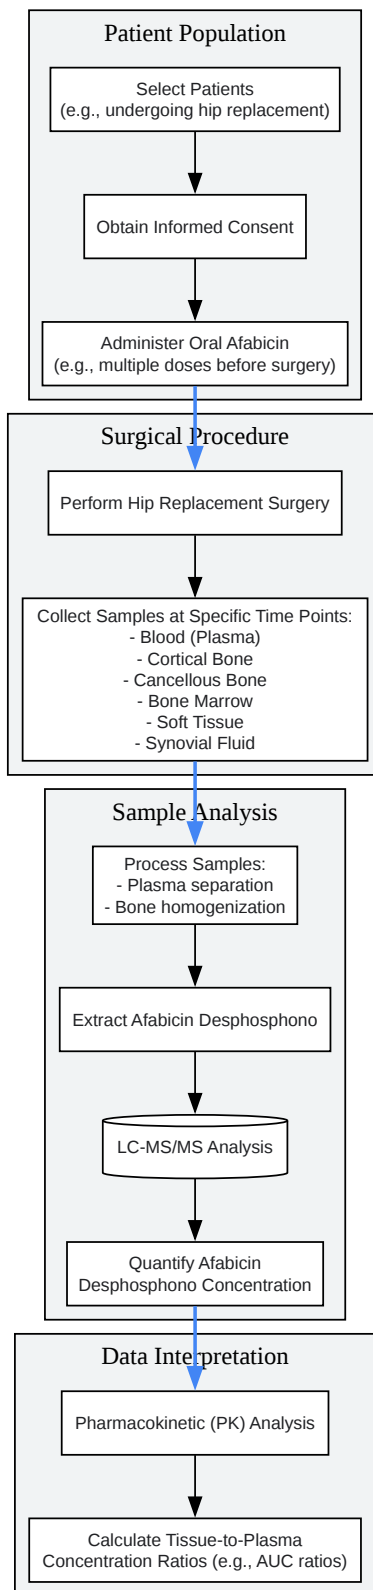 Patient Population
Select Patients
(e.g., undergoing hip replacement)
Obtain Informed Consent
Administer Oral Afabicin
(e.g., multiple doses before surgery)
Surgical Procedure
Perform Hip Replacement Surgery
Collect Samples at Specific Time Points:
- Blood (Plasma)
- Cortical Bone
- Cancellous Bone
- Bone Marrow
- Soft Tissue
- Synovial Fluid
Sample Analysis
Process Samples:
- Plasma separation
- Bone homogenization
Extract Afabicin Desphosphono
LC-MS/MS Analysis
Quantify Afabicin
Desphosphono Concentration
Data Interpretation
Pharmacokinetic (PK) Analysis
Calculate Tissue-to-Plasma
Concentration Ratios (e.g., AUC ratios)